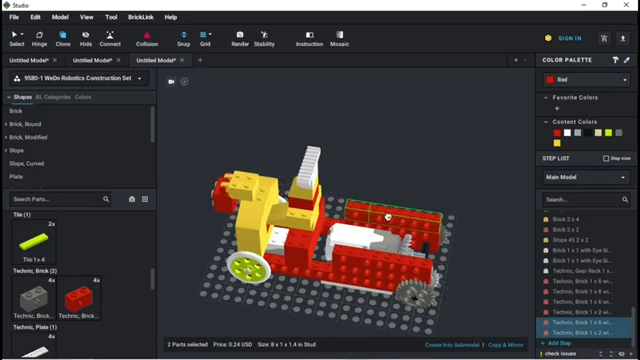 Studio
File Edit Model View Tool BrickLink Help
Select Hinge Clone Hide Connect Collision Snap Grid Render Stability Instruction Mosaic SIGN IN
Untitled Model* Untitled Model* Untitled Model*
COLOR PALETTE
9580-1 WeDo Robotics Construction Set
Red
Shapes BL Categories Colors
Favorite Colors
Brick
Brick, Round
Brick, Modified
Slope
Slope, Curved
Plate
Content Colors
STEP LIST
Step view
Main Model
Search Parts..
Search..
Tile (1)
2x
Tile 1 x 4
Technic, Brick (2)
4x 4x
Technic, Brick... Technic, Brick...
Technic, Plate (1)
4x
Brick 2 x 4
Brick 2 x 2
Slope 45 2 x 2
Brick 1 x 1 with Eye Si...
Brick 1 x 1 with Eye Si...
Technic, Gear Rack 1 x...
Technic, Brick 1 x 8 wi...
Technic, Brick 1 x 8 wi...
Technic, Brick 1 x 2 wi...
Technic, Brick 1 x 6 wi...
Technic, Brick 1 x 2 wi...
Add Step
2 Parts selected Price: 0.24 USD Size: 8 x 1 x 1.4 in Stud
Create Into Submodel Copy & Mirror
check issues